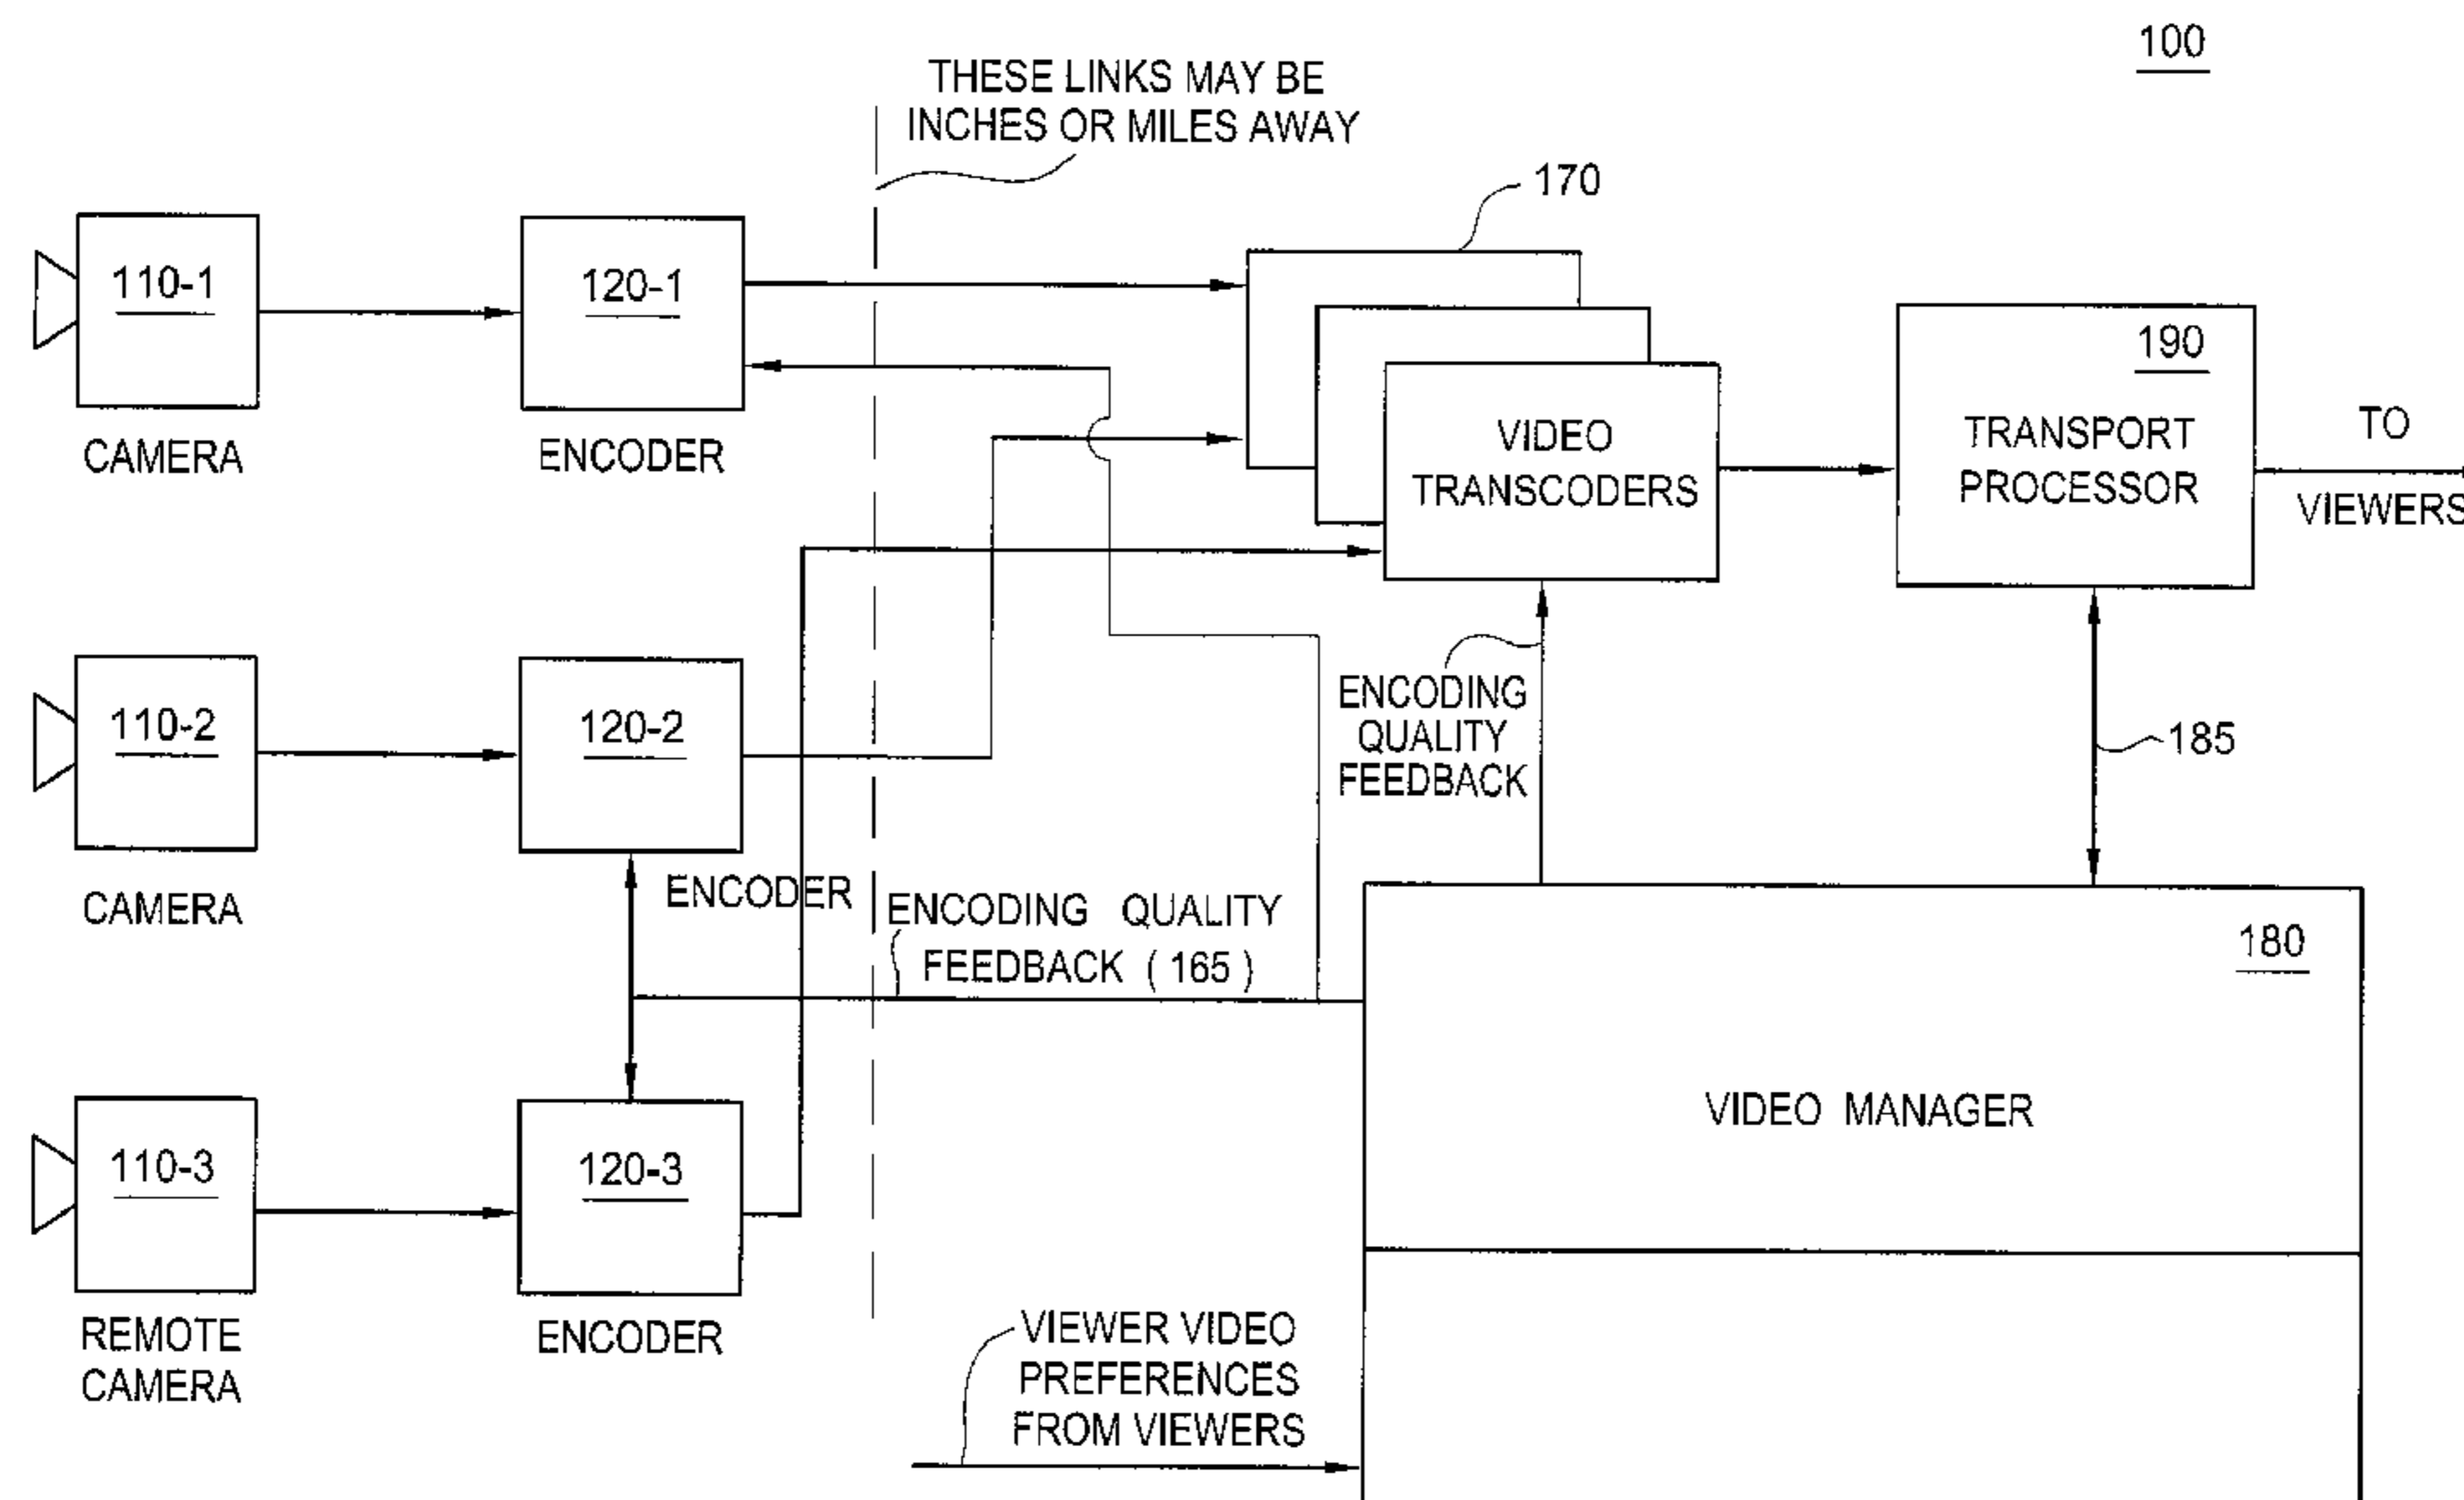 100
THESE LINKS MAY BE
INCHES OR MILES AWAY
170
110-1
CAMERA
120-1
ENCODER
VIDEO
TRANSCODERS
190
TRANSPORT
PROCESSOR
TO
VIEWERS
110-2
CAMERA
120-2
ENCODER
ENCODING
QUALITY
FEEDBACK
185
ENCODING QUALITY
FEEDBACK ( 165 )
180
VIDEO MANAGER
110-3
REMOTE
CAMERA
120-3
ENCODER
VIEWER VIDEO
PREFERENCES
FROM VIEWERS